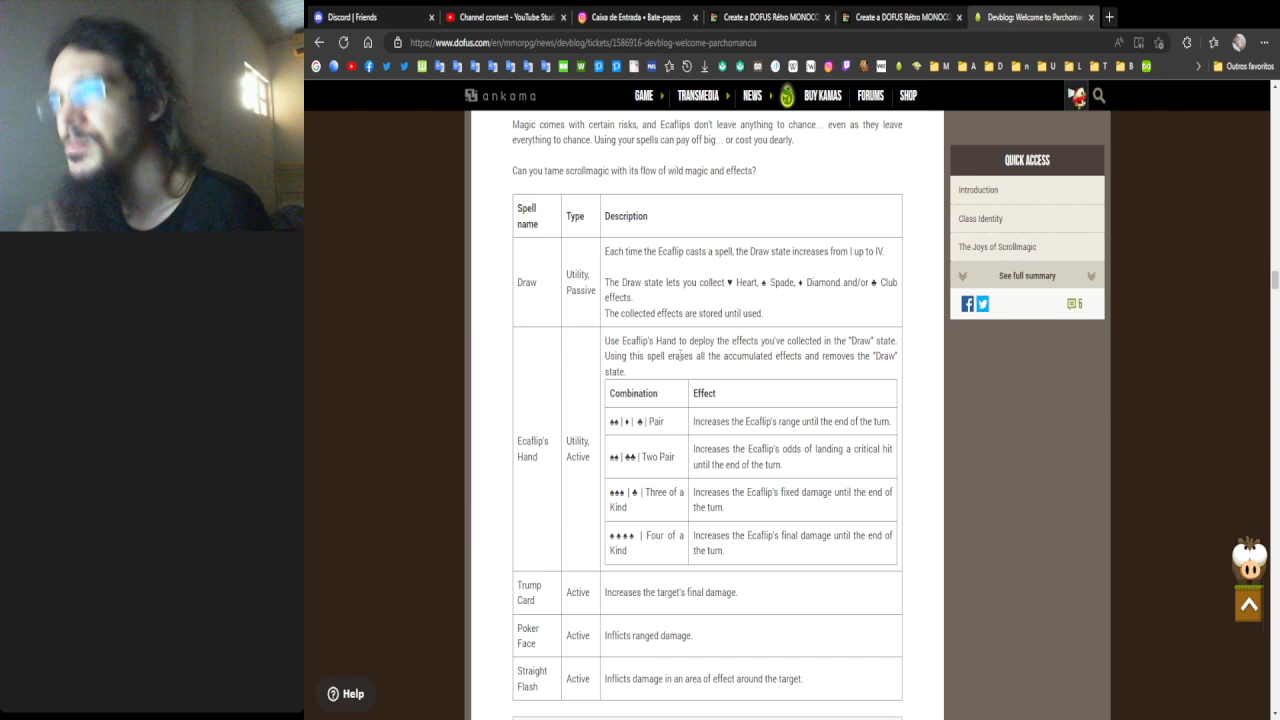 Discord | Friends
Channel content - YouTube Stud
Caixa de Entrada • Bate-papos
Create a DOFUS Rétro MONOCO
Create a DOFUS Rétro MONOCO
Devblog: Welcome to Parchoma
https://www.dofus.com/en/mmorpg/news/devblog/tickets/1586916-devblog-welcome-parchomancia
Outros favoritos
ankama
GAME
TRANSMEDIA
NEWS
BUY KAMAS
FORUMS
SHOP
Magic comes with certain risks, and Ecaflips don't leave anything to chance... even as they leave
everything to chance. Using your spells can pay off big... or cost you dearly.
Can you tame scrollmagic with its flow of wild magic and effects?
Spell
name
Type
Description
Draw
Utility,
Passive
Each time the Ecaflip casts a spell, the Draw state increases from I up to IV.
The Draw state lets you collect ♥ Heart, ♠ Spade, ♦ Diamond and/or ♣ Club
effects.
The collected effects are stored until used.
Ecaflip's
Hand
Utility,
Active
Use Ecaflip's Hand to deploy the effects you've collected in the "Draw" state.
Using this spell erases all the accumulated effects and removes the "Draw"
state.
Combination
Effect
♠♠ | ♦ | ♣ | Pair
Increases the Ecaflip's range until the end of the turn.
♠♠ | ♣♣ | Two Pair
Increases the Ecaflip's odds of landing a critical hit
until the end of the turn.
♠♠♠ | ♣ | Three of a
Kind
Increases the Ecaflip's fixed damage until the end of
the turn.
♠♠♠♠ | Four of a
Kind
Increases the Ecaflip's final damage until the end of
the turn.
Trump
Card
Active
Increases the target's final damage.
Poker
Face
Active
Inflicts ranged damage.
Straight
Flash
Active
Inflicts damage in an area of effect around the target.
QUICK ACCESS
Introduction
Class Identity
The Joys of Scrollmagic
See full summary
6
Help